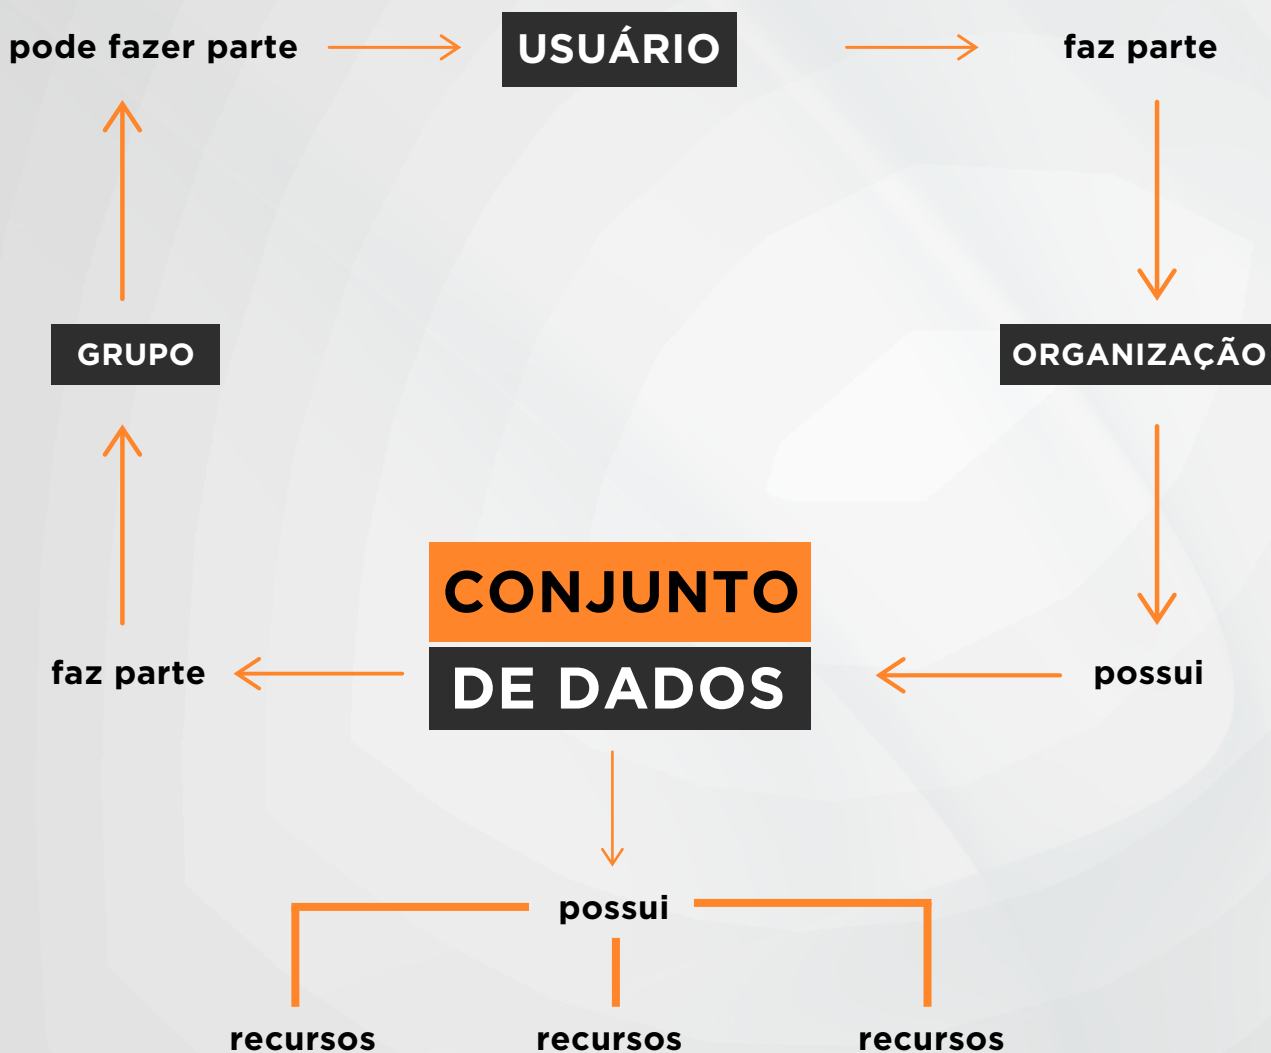 pode fazer parte
USUÁRIO
faz parte
GRUPO
ORGANIZAÇÃO
CONJUNTO
DE DADOS
faz parte
possui
possui
recursos
recursos
recursos